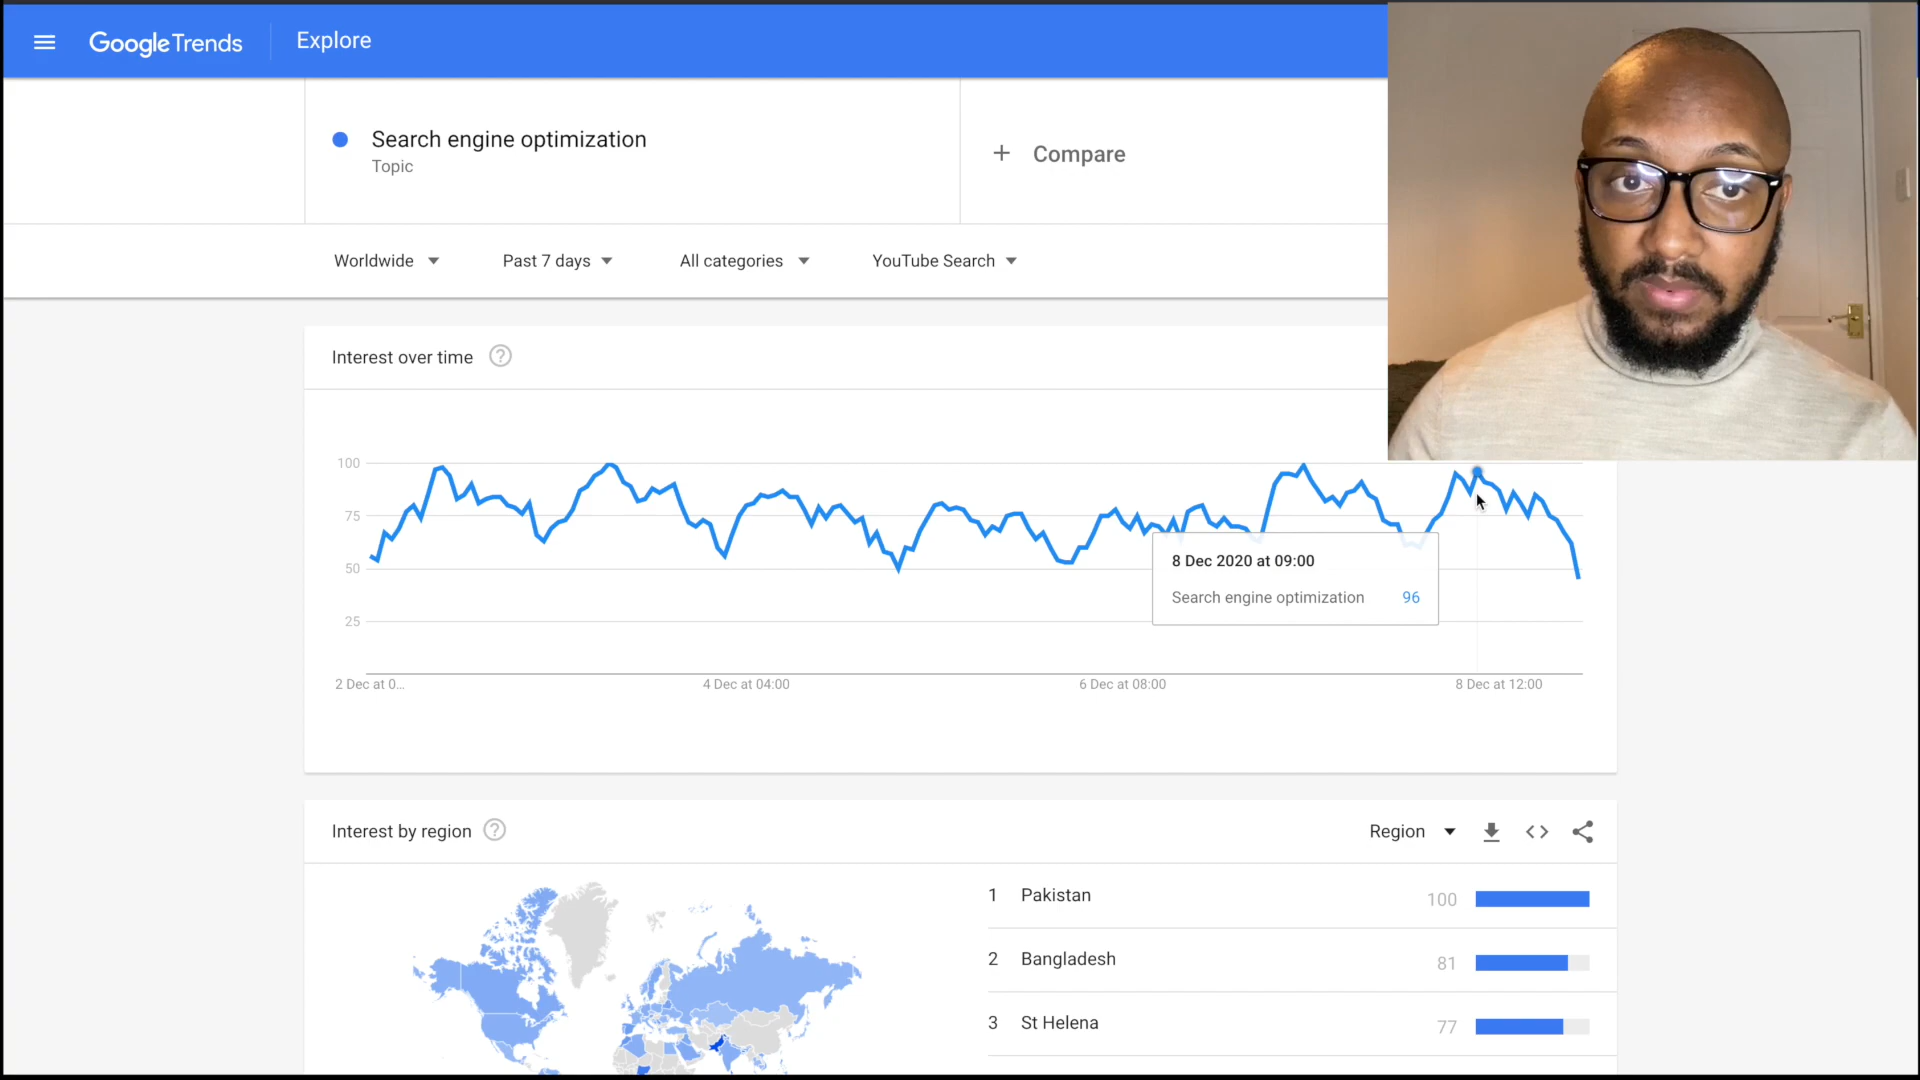 Google Trends
Explore
Search engine optimization
Topic
+ Compare
Worldwide
Past 7 days
All categories
YouTube Search
Interest over time
?
100
75
50
25
8 Dec 2020 at 09:00
Search engine optimization 96
2 Dec at 0...
4 Dec at 04:00
6 Dec at 08:00
8 Dec at 12:00
Interest by region
?
Region
1 Pakistan 100
2 Bangladesh 81
3 St Helena 77